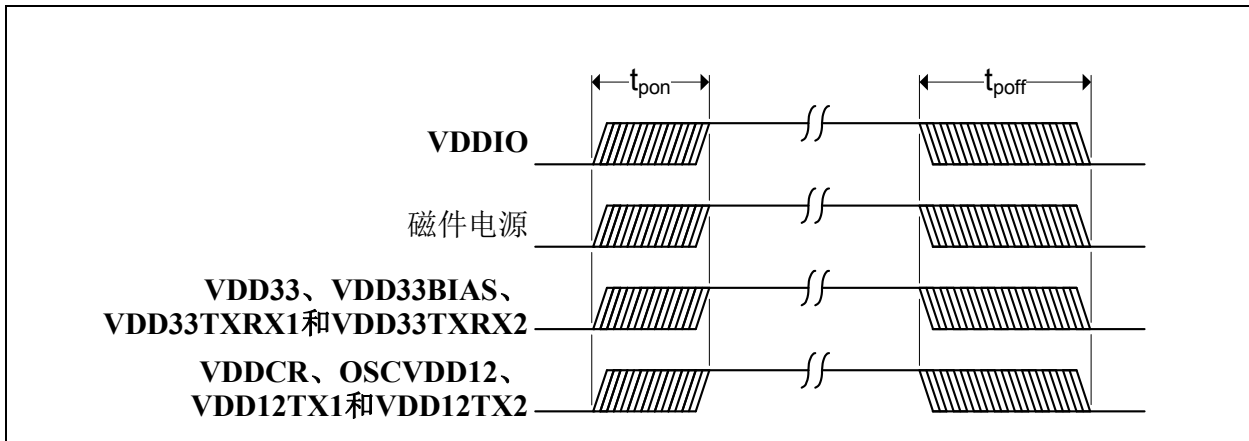 tpon
tpoff
VDDIO
磁件电源
VDD33、VDD33BIAS、
VDD33TXRX1和VDD33TXRX2
VDDCR、OSCVDD12、
VDD12TX1和VDD12TX2